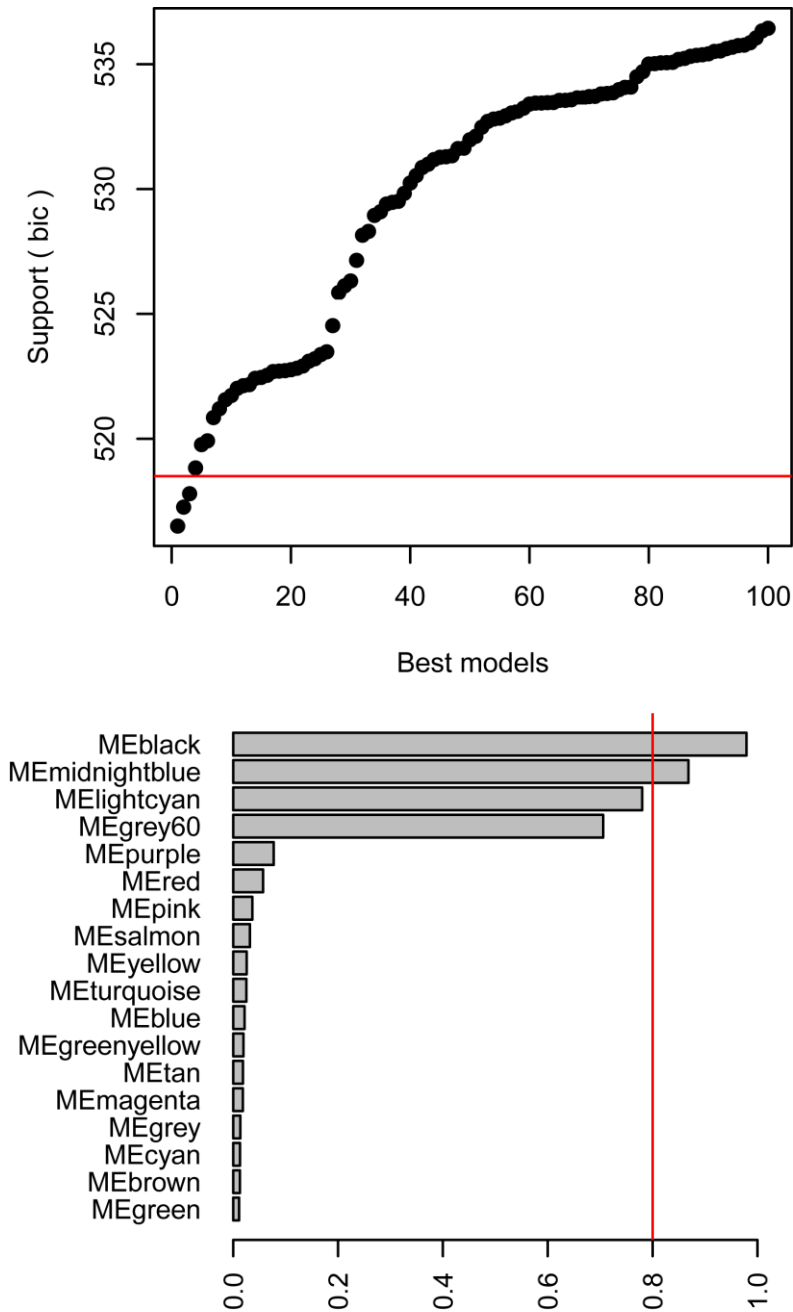 535
530
525
520
Support ( bic )
0 20 40 60 80 100
Best models
MEblack
MEmidnightblue
MElightcyan
MEgrey60
MEpurple
MEred
MEpink
MEsalmon
MEyellow
MEturquoise
MEblue
MEgreenyellow
MEtan
MEmagenta
MEgrey
MEcyan
MEbrown
MEgreen
0.0 0.2 0.4 0.6 0.8 1.0